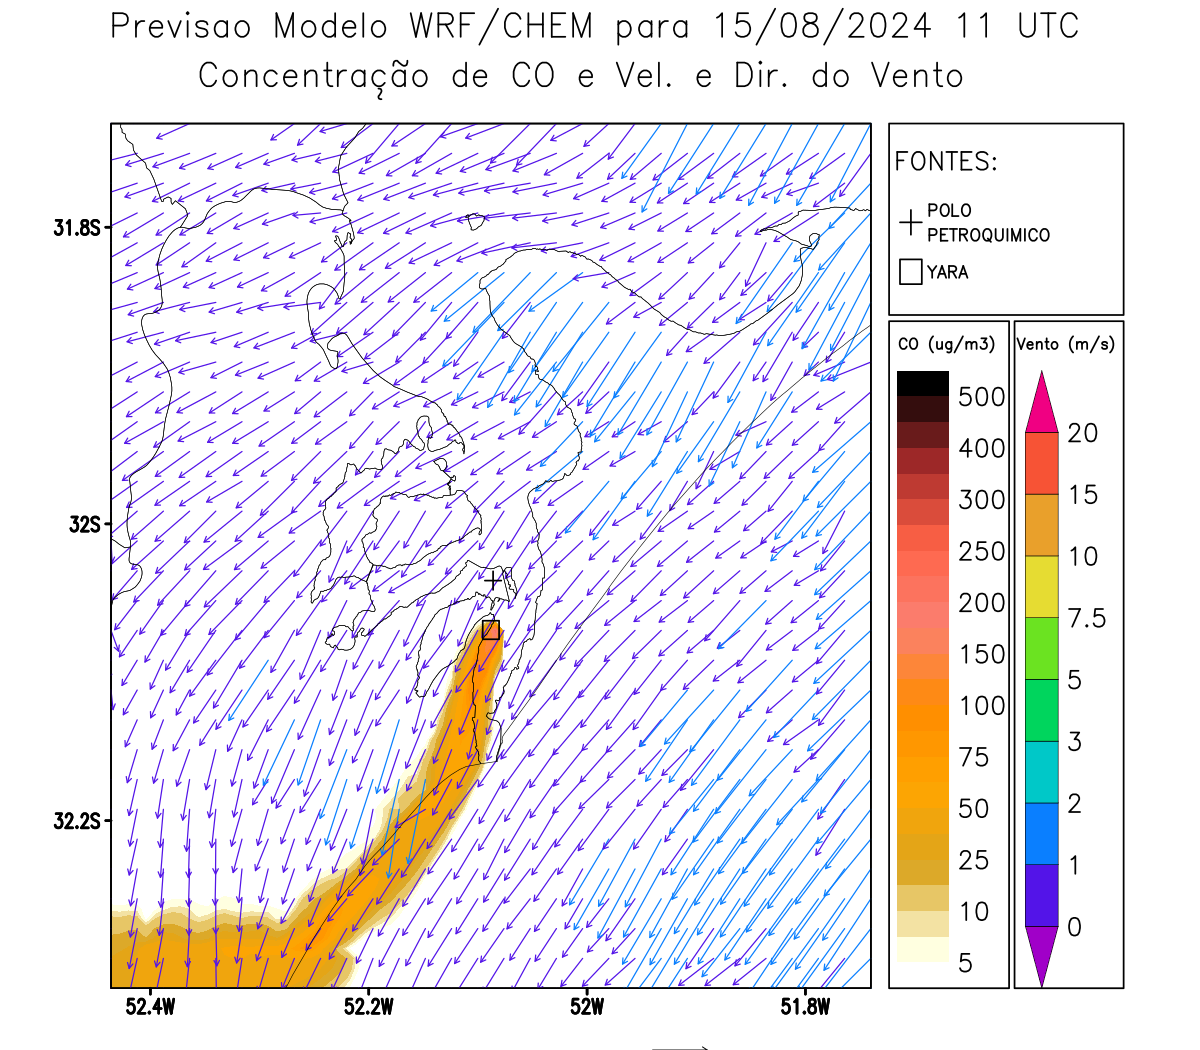 Previsao Modelo WRF/CHEM para 15/08/2024 11 UTC
Concentração de CO e Vel. e Dir. do Vento
FONTES:
POLO
PETROQUIMICO
YARA
CO (ug/m3)
500
400
300
250
200
150
100
75
50
25
10
5
Vento (m/s)
20
15
10
7.5
5
3
2
1
0
31.8S
32S
32.2S
52.4W
52.2W
52W
51.8W